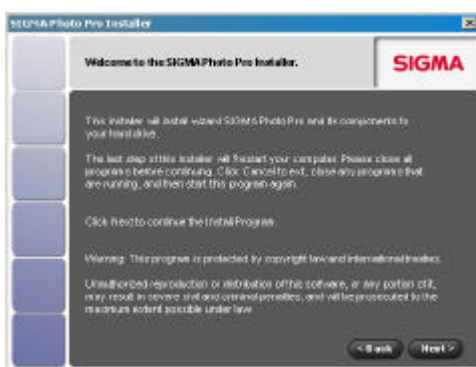 SIGMA Photo Pro Installer
Welcome to the SIGMA Photo Pro Installer.
SIGMA
This installer will install wizard SIGMA Photo Pro and its components to
your hard drive.
The last step of this installer will Restart your computer. Please close all
programs before continuing. Click Cancel to exit, close any programs that
are running, and then start this program again.
Click Next to continue the Install Program.
Warning: This program is protected by copyright law and international treaties.
Unauthorized reproduction or distribution of this software, or any portion of it,
may result in severe civil and criminal penalties, and will be prosecuted to the
maximum extent possible under law
< Back
Next >